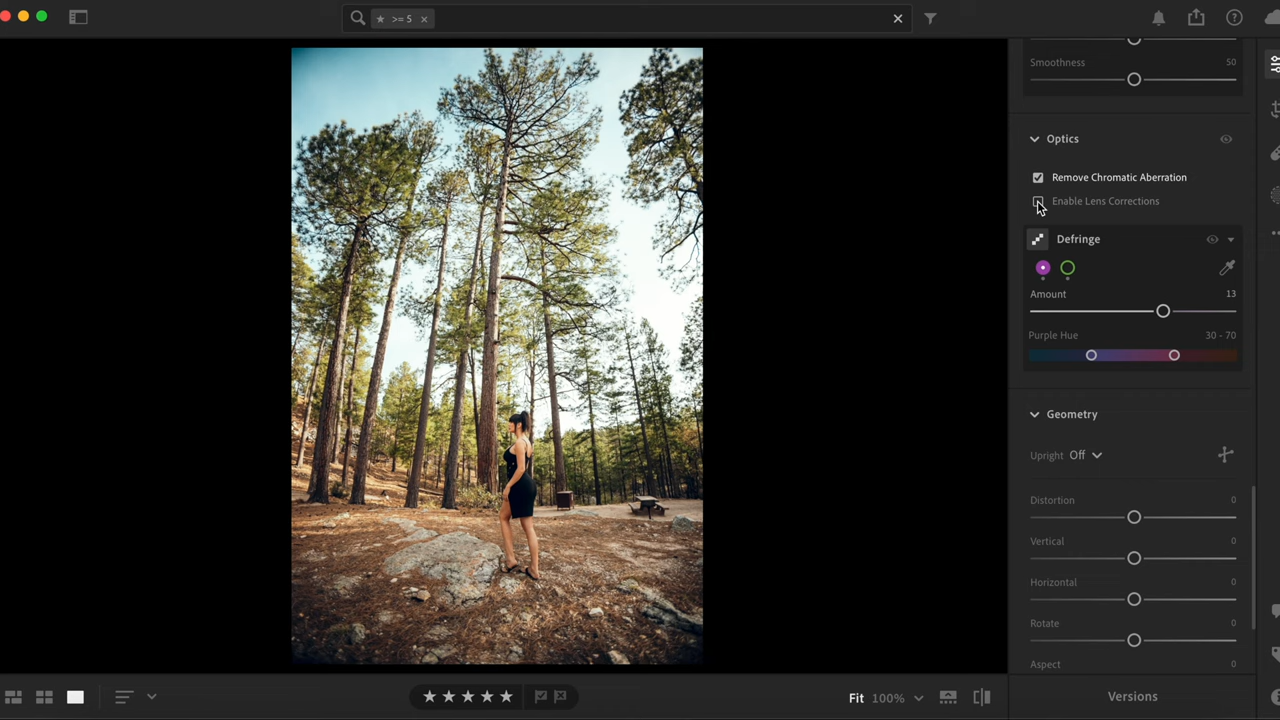 >= 5
Smoothness 50
Optics
Remove Chromatic Aberration
Enable Lens Corrections
Defringe
Amount 13
Purple Hue 30 - 70
Geometry
Upright Off
Distortion 0
Vertical 0
Horizontal 0
Rotate 0
Aspect
Fit 100%
Versions